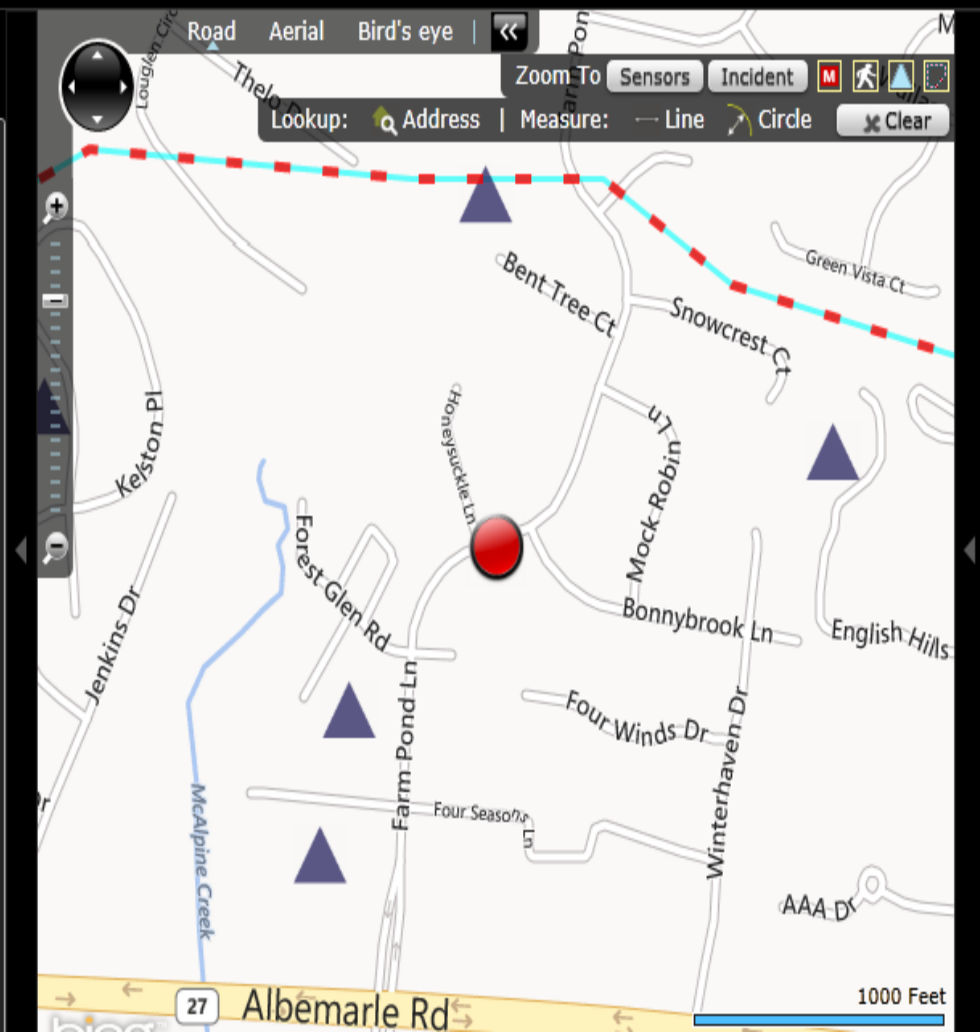 Road Aerial Bird's eye | «
M
Zoom To Sensors Incident M
Lookup: Address | Measure: Line Circle Clear
Thelo
Bent Tree Ct
Green Vista Ct
Snowcrest Ct
Kelston Pl
Honeysuckle Ln
Mock Robin Ln
Forest Glen Rd
Jenkins Dr
Bonnybrook Ln
English Hills
Farm Pond Ln
Four Winds Dr
Winterhaven Dr
McAlpine Creek
Four Seasons Ln
AAA Dr
27 Albemarle Rd
1000 Feet
bing